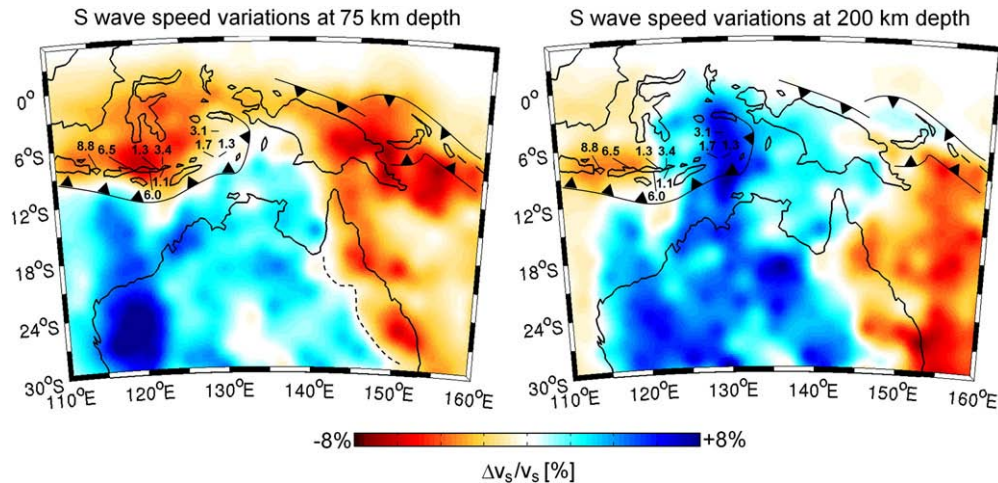 S wave speed variations at 75 km depth
S wave speed variations at 200 km depth
0°
6°S
12°S
18°S
24°S
30°S
110°E
120°E
130°E
140°E
150°E
160°E
8.8
6.5
1.3
3.4
3.1
1.7
1.3
1.1
6.0
0°
6°S
12°S
18°S
24°S
30°S
110°E
120°E
130°E
140°E
150°E
160°E
8.8
6.5
1.3
3.4
3.1
1.7
1.3
1.1
6.0
-8%
+8%
Δvs/vs [%]